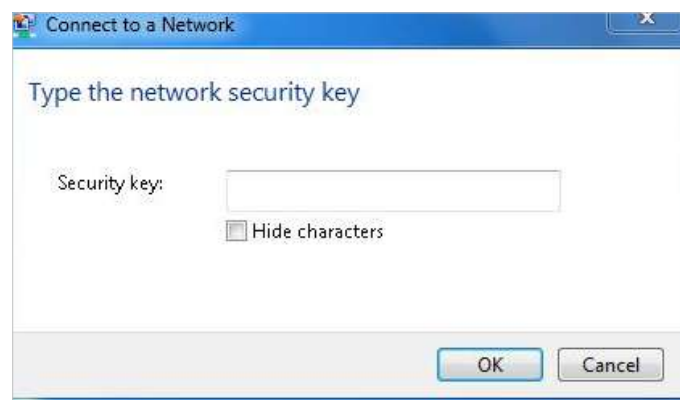 Connect to a Network
Type the network security key
Security key:
Hide characters
OK Cancel